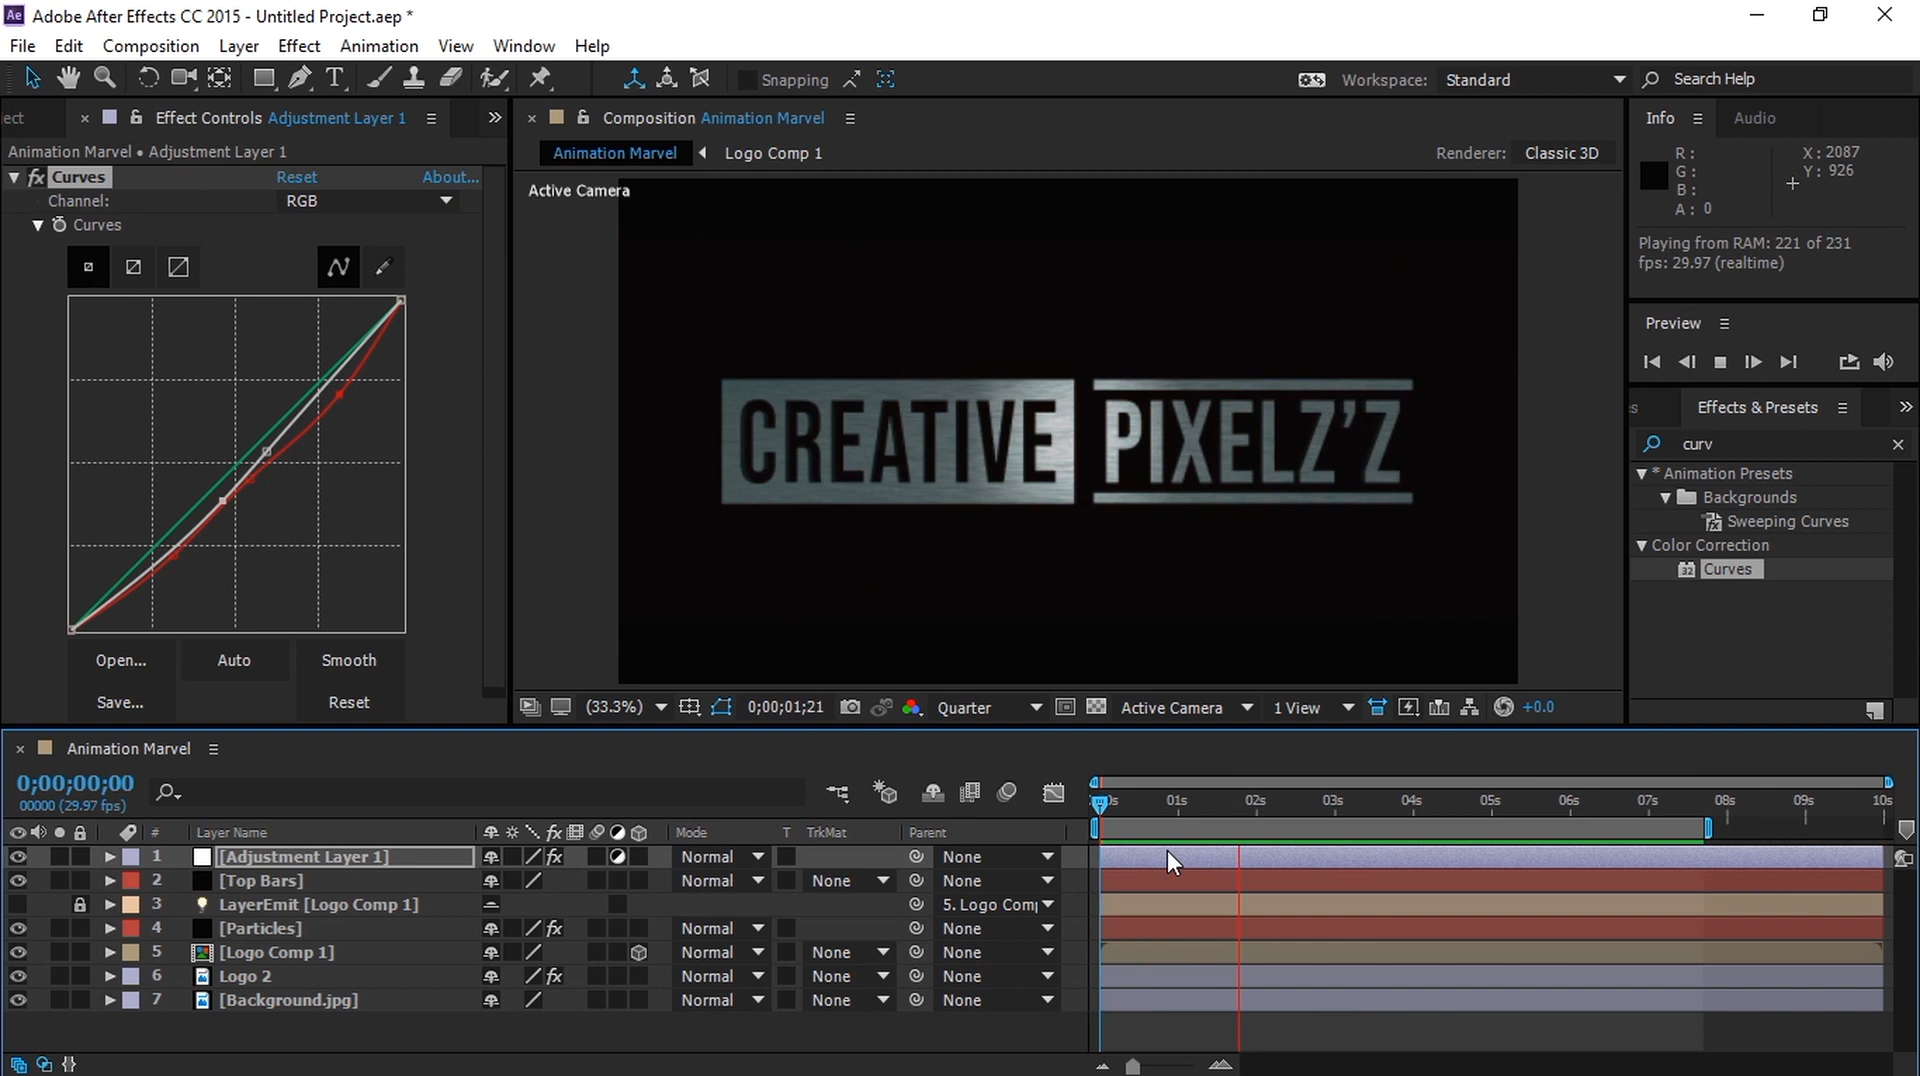 Ae Adobe After Effects CC 2015 - Untitled Project.aep *
File Edit Composition Layer Effect Animation View Window Help
T Snapping Workspace: Standard Search Help
ect × Effect Controls Adjustment Layer 1
Animation Marvel • Adjustment Layer 1
fx Curves Reset About...
Channel: RGB
Curves
Open... Auto Smooth
Save... Reset
× Composition Animation Marvel
Animation Marvel Logo Comp 1 Renderer: Classic 3D
Active Camera
CREATIVE PIXELZ'Z
(33.3%) 0;00;01;21 Quarter Active Camera 1 View +0.0
Info Audio
R: X: 2087
G: Y: 926
B:
A: 0
Playing from RAM: 221 of 231
fps: 29.97 (realtime)
Preview
s Effects & Presets
curv
* Animation Presets
Backgrounds
Sweeping Curves
Color Correction
32 Curves
× Animation Marvel
0;00;00;00
00000 (29.97 fps)
0s 01s 02s 03s 04s 05s 06s 07s 08s 09s 10s
# Layer Name fx Mode T TrkMat Parent
1 [Adjustment Layer 1] fx Normal None
2 [Top Bars] Normal None None
3 LayerEmit [Logo Comp 1] 5. Logo Com
4 [Particles] fx Normal None
5 [Logo Comp 1] Normal None None
6 Logo 2 fx Normal None None
7 [Background.jpg] Normal None None